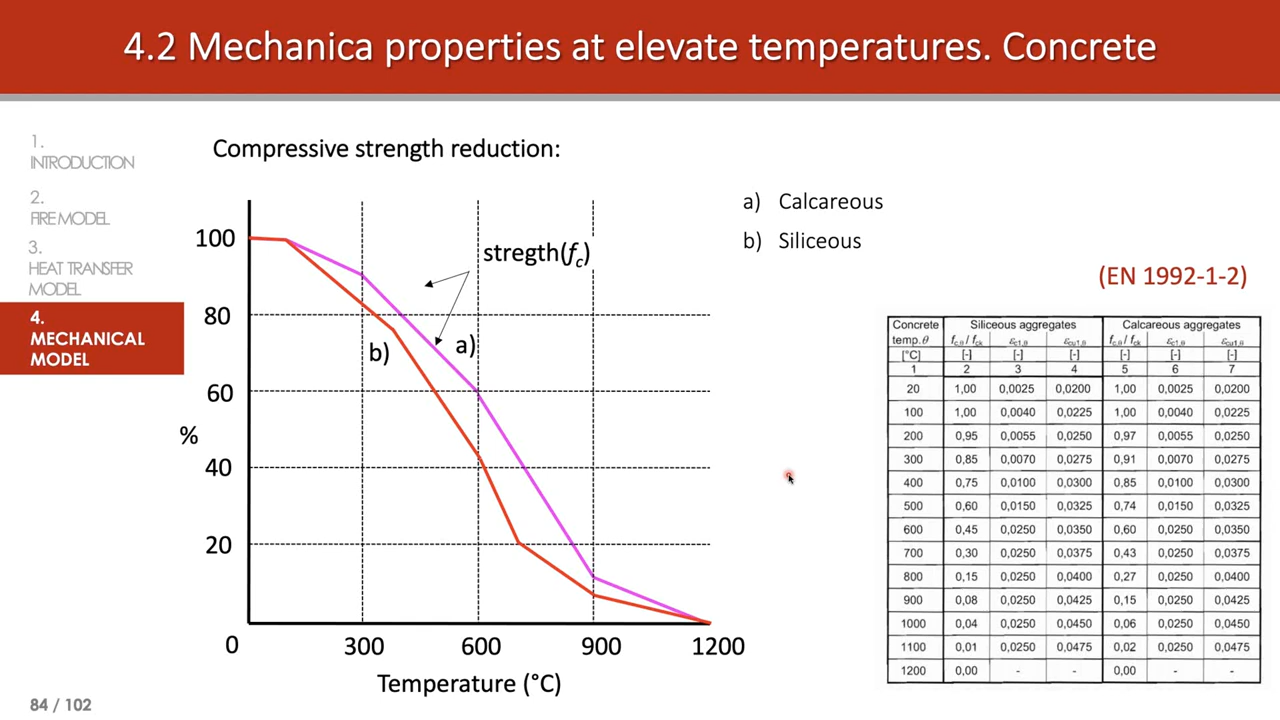 4.2 Mechanica properties at elevate temperatures. Concrete
1.
INTRODUCTION
2.
FIRE MODEL
3.
HEAT TRANSFER
MODEL
4.
MECHANICAL
MODEL
Compressive strength reduction:
100
80
60
%
40
20
0
300
600
900
1200
Temperature (°C)
stregth(fc)
a)
b)
a) Calcareous
b) Siliceous
(EN 1992-1-2)
Concrete Siliceous aggregates Calcareous aggregates
temp.θ fc,θ / fck εc1,θ εcu1,θ fc,θ / fck εc1,θ εcu1,θ
[°C] [-] [-] [-] [-] [-] [-]
1 2 3 4 5 6 7
20 1,00 0,0025 0,0200 1,00 0,0025 0,0200
100 1,00 0,0040 0,0225 1,00 0,0040 0,0225
200 0,95 0,0055 0,0250 0,97 0,0055 0,0250
300 0,85 0,0070 0,0275 0,91 0,0070 0,0275
400 0,75 0,0100 0,0300 0,85 0,0100 0,0300
500 0,60 0,0150 0,0325 0,74 0,0150 0,0325
600 0,45 0,0250 0,0350 0,60 0,0250 0,0350
700 0,30 0,0250 0,0375 0,43 0,0250 0,0375
800 0,15 0,0250 0,0400 0,27 0,0250 0,0400
900 0,08 0,0250 0,0425 0,15 0,0250 0,0425
1000 0,04 0,0250 0,0450 0,06 0,0250 0,0450
1100 0,01 0,0250 0,0475 0,02 0,0250 0,0475
1200 0,00 - - 0,00 - -
84 / 102